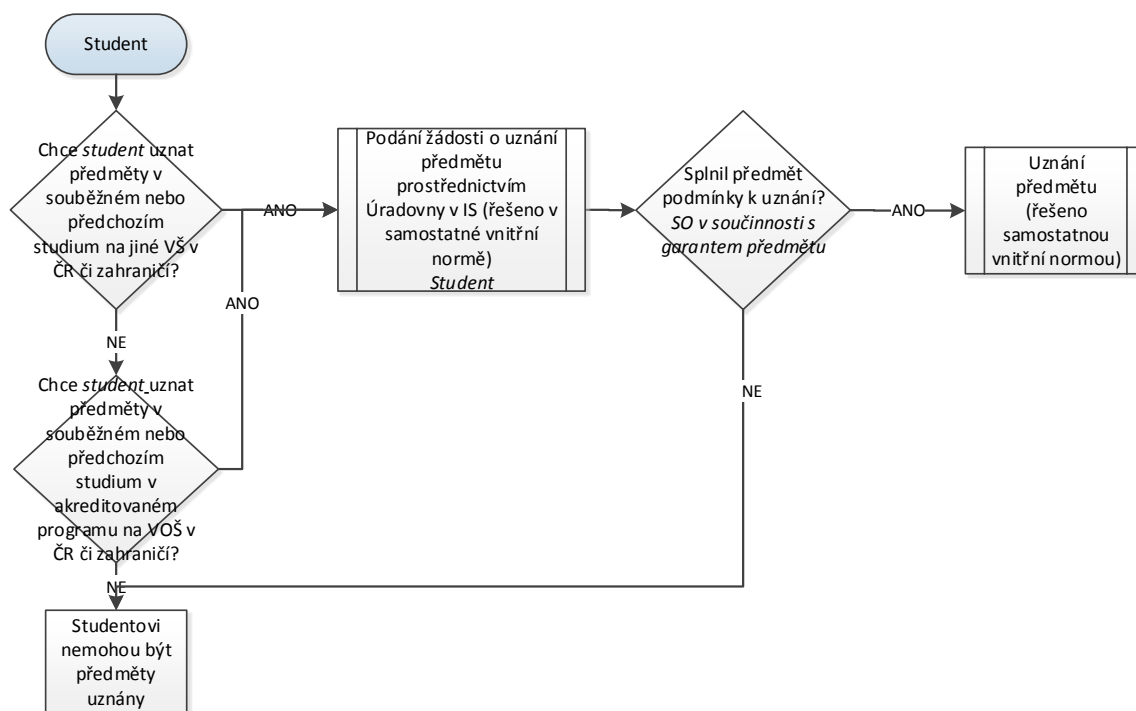 Student
Chce student uznat
předměty v
souběžném nebo
předchozím
studium na jiné VŠ v
ČR či zahraničí?
ANO
Podání žádosti o uznání
předmětu
prostřednictvím
Úradovny v IS (řešeno v
samostatné vnitřní
normě)
Student
Splnil předmět
podmínky k uznání?
SO v součinnosti s
garantem předmětu
ANO
Uznání
předmětu
(řešeno
samostatnou
vnitřní normou)
ANO
NE
Chce student uznat
předměty v
souběžném nebo
předchozím
studium v
akreditovaném
programu na VOŠ v
ČR či zahraničí?
NE
NE
Studentovi
nemohou být
předměty
uznány